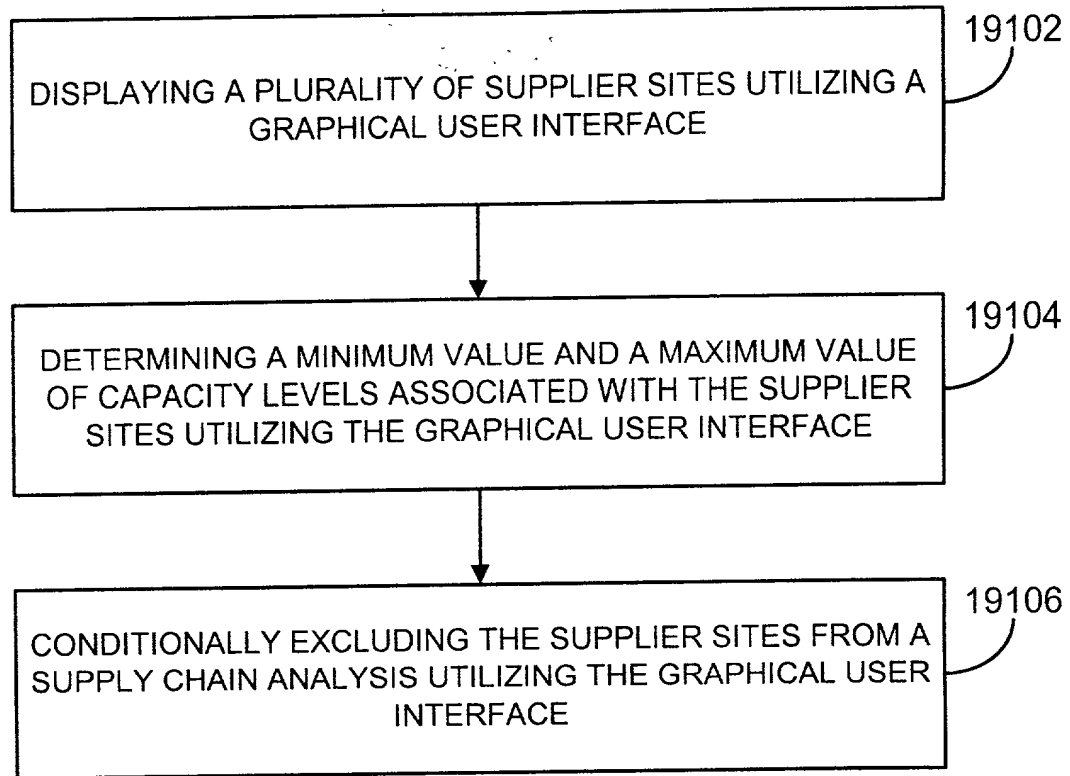 19102
DISPLAYING A PLURALITY OF SUPPLIER SITES UTILIZING A
GRAPHICAL USER INTERFACE
19104
DETERMINING A MINIMUM VALUE AND A MAXIMUM VALUE
OF CAPACITY LEVELS ASSOCIATED WITH THE SUPPLIER
SITES UTILIZING THE GRAPHICAL USER INTERFACE
19106
CONDITIONALLY EXCLUDING THE SUPPLIER SITES FROM A
SUPPLY CHAIN ANALYSIS UTILIZING THE GRAPHICAL USER
INTERFACE